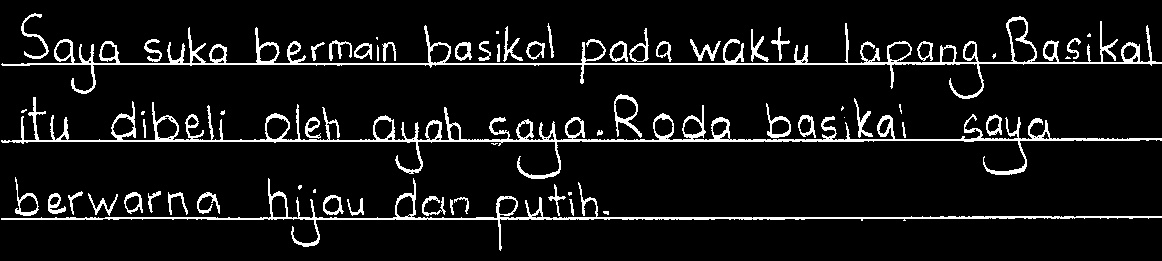 Saya suka bermain basikal pada waktu lapang. Basikal
itu dibeli oleh ayah saya. Roda basikal saya
berwarna hijau dan putih.